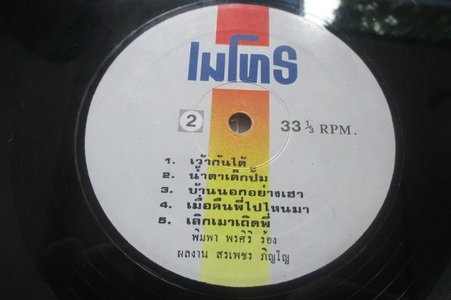 เมโทร
2
33 1/3 RPM.
1. เว้ากันได้
2. น้ำตาเด็กปั๊ม
3. บ้านนอกอย่างเฮา
4. เมื่อคืนพี่ไปไหนมา
5. เลิกเมาเถิดพี่
พิมพา พรศิริ ร้อง
ผลงาน สรเพชร ภิญโญ